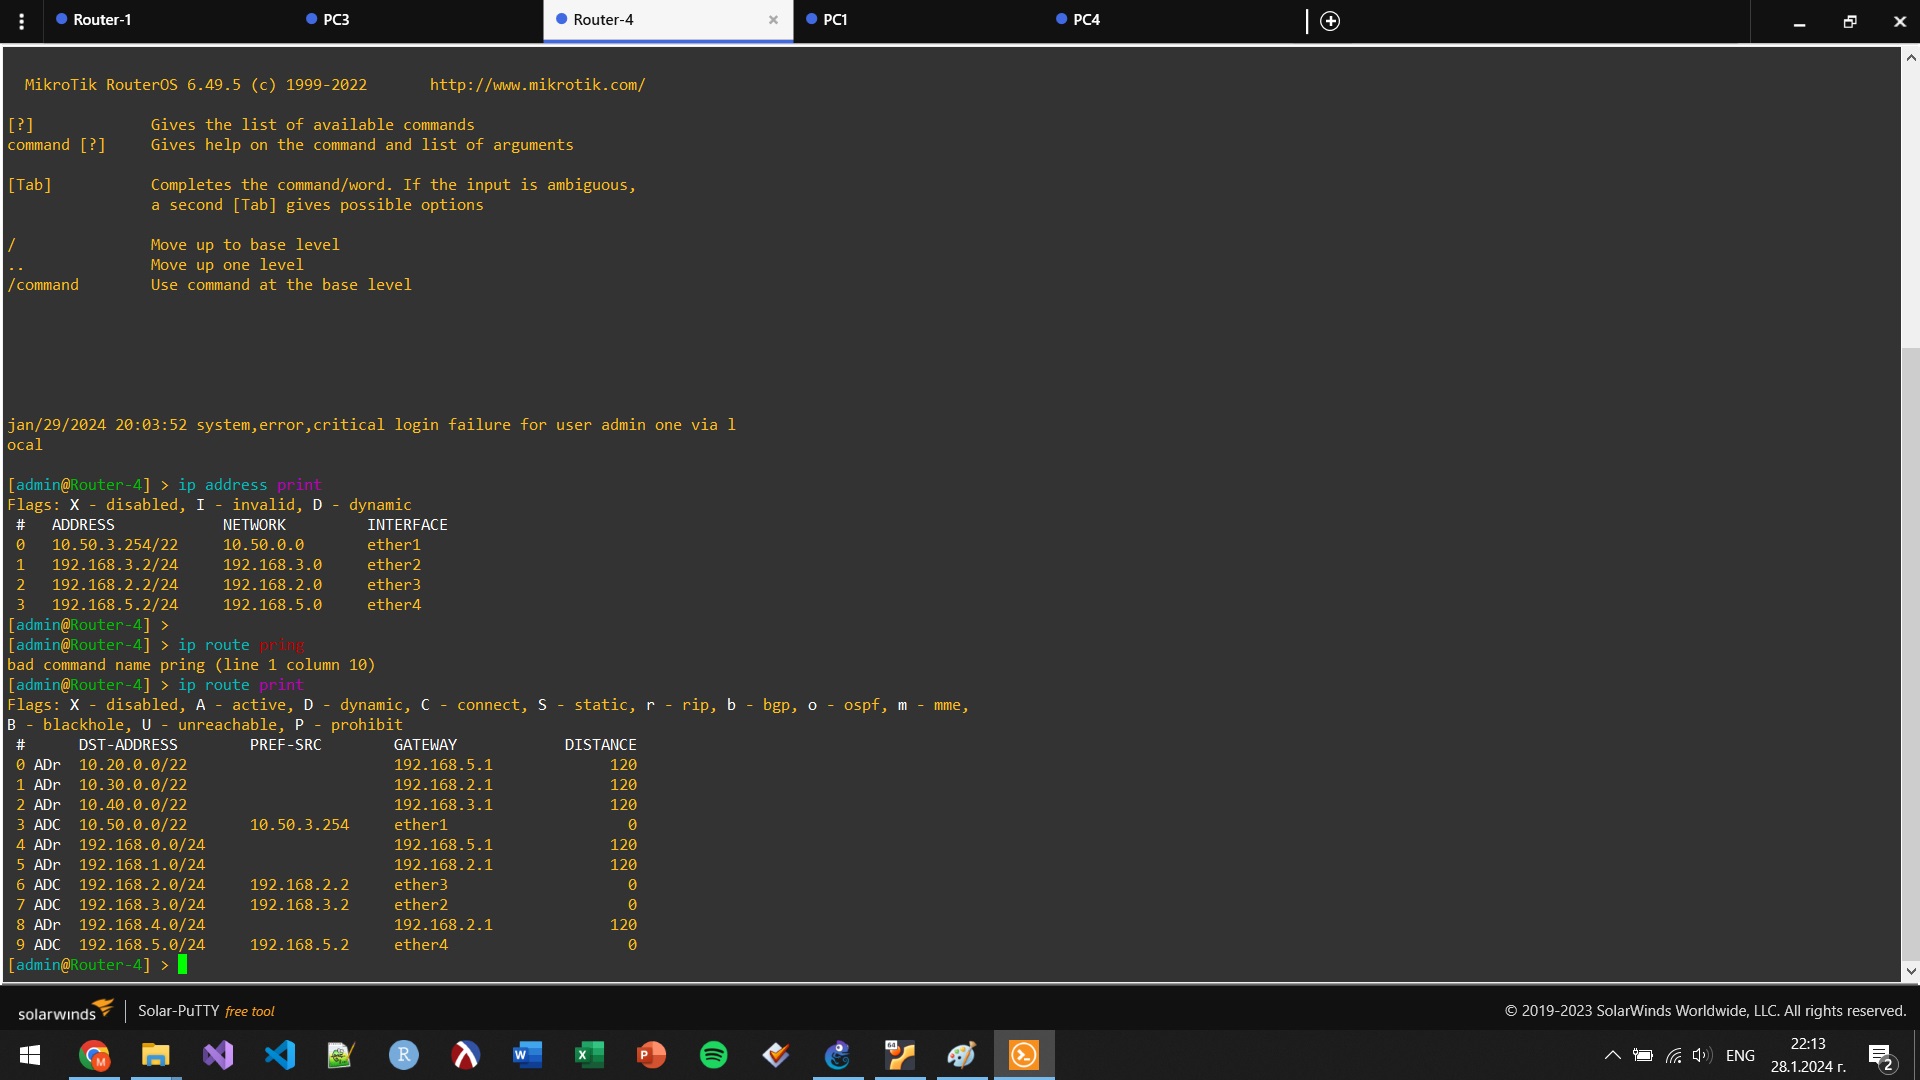 Router-1 PC3 Router-4 PC1 PC4
MikroTik RouterOS 6.49.5 (c) 1999-2022 http://www.mikrotik.com/
[?] Gives the list of available commands
command [?] Gives help on the command and list of arguments
[Tab] Completes the command/word. If the input is ambiguous,
a second [Tab] gives possible options
/ Move up to base level
.. Move up one level
/command Use command at the base level
jan/29/2024 20:03:52 system,error,critical login failure for user admin one via l
ocal
[admin@Router-4] > ip address print
Flags: X - disabled, I - invalid, D - dynamic
# ADDRESS NETWORK INTERFACE
0 10.50.3.254/22 10.50.0.0 ether1
1 192.168.3.2/24 192.168.3.0 ether2
2 192.168.2.2/24 192.168.2.0 ether3
3 192.168.5.2/24 192.168.5.0 ether4
[admin@Router-4] >
[admin@Router-4] > ip route pring
bad command name pring (line 1 column 10)
[admin@Router-4] > ip route print
Flags: X - disabled, A - active, D - dynamic, C - connect, S - static, r - rip, b - bgp, o - ospf, m - mme,
B - blackhole, U - unreachable, P - prohibit
# DST-ADDRESS PREF-SRC GATEWAY DISTANCE
0 ADr 10.20.0.0/22 192.168.5.1 120
1 ADr 10.30.0.0/22 192.168.2.1 120
2 ADr 10.40.0.0/22 192.168.3.1 120
3 ADC 10.50.0.0/22 10.50.3.254 ether1 0
4 ADr 192.168.0.0/24 192.168.5.1 120
5 ADr 192.168.1.0/24 192.168.2.1 120
6 ADC 192.168.2.0/24 192.168.2.2 ether3 0
7 ADC 192.168.3.0/24 192.168.3.2 ether2 0
8 ADr 192.168.4.0/24 192.168.2.1 120
9 ADC 192.168.5.0/24 192.168.5.2 ether4 0
[admin@Router-4] >
solarwinds Solar-PuTTY free tool © 2019-2023 SolarWinds Worldwide, LLC. All rights reserved.
M R W X P 64 ENG 22:13
28.1.2024 г. 2